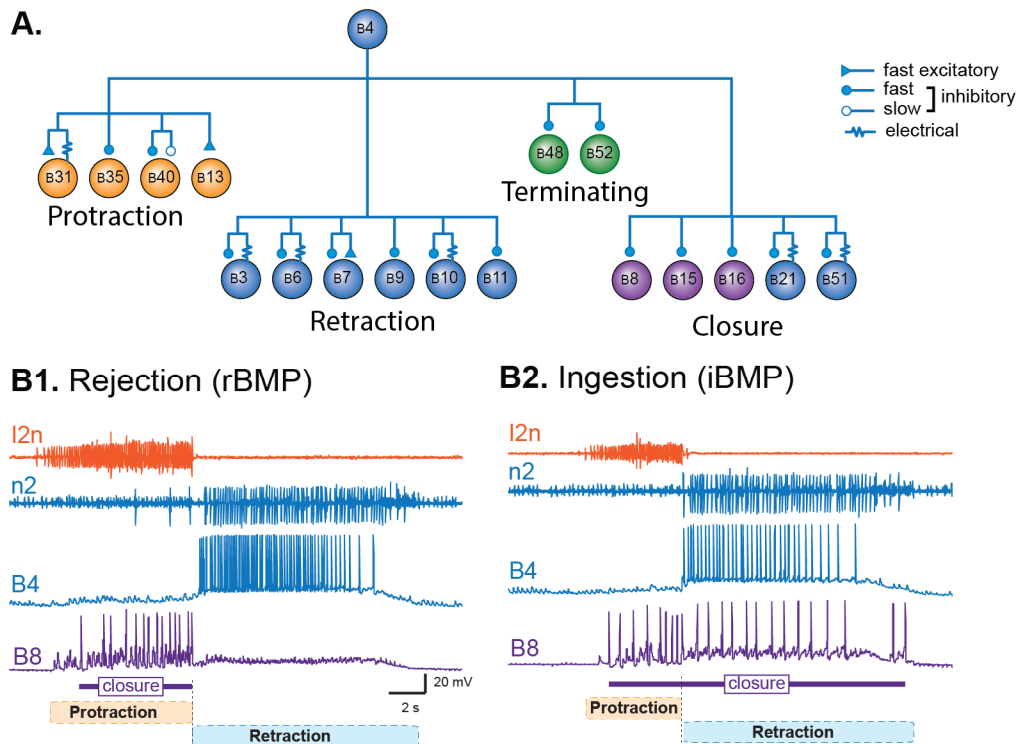 A.
B4
fast excitatory
fast
slow
inhibitory
electrical
B31 B35 B40 B13
Protraction
B48 B52
Terminating
B3 B6 B7 B9 B10 B11
Retraction
B8 B15 B16 B21 B51
Closure
B1. Rejection (rBMP)
I2n
n2
B4
B8
closure
20 mV
2 s
Protraction
Retraction
B2. Ingestion (iBMP)
I2n
n2
B4
B8
closure
Protraction
Retraction